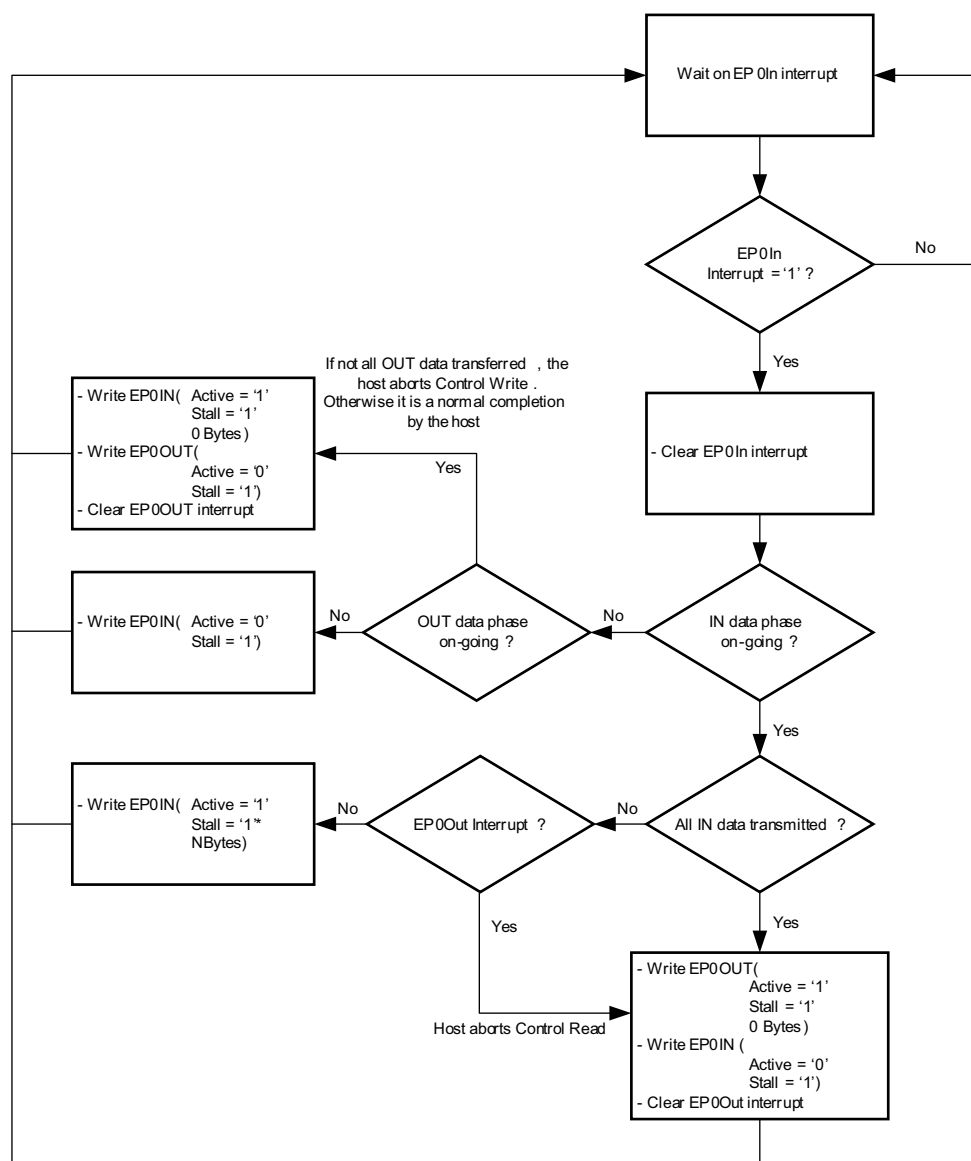 Wait on EP0In interrupt
EP0In
Interrupt = ‘1’ ?
No
Yes
If not all OUT data transferred , the
host aborts Control Write .
Otherwise it is a normal completion
by the host
- Write EP0IN( Active = ‘1’
Stall = ‘1’
0 Bytes)
- Write EP0OUT(
Active = ‘0’
Stall = ‘1’)
- Clear EP0OUT interrupt
Yes
- Clear EP0In interrupt
- Write EP0IN( Active = ‘0’
Stall = ‘1’)
No
OUT data phase
on-going ?
No
IN data phase
on-going ?
Yes
- Write EP0IN( Active = ‘1’
Stall = ‘1’*
NBytes)
No
EP0Out Interrupt ?
No
All IN data transmitted ?
Yes
Yes
Host aborts Control Read
- Write EP0OUT(
Active = ‘1’
Stall = ‘1’
0 Bytes)
- Write EP0IN (
Active = ‘0’
Stall = ‘1’)
- Clear EP0Out interrupt